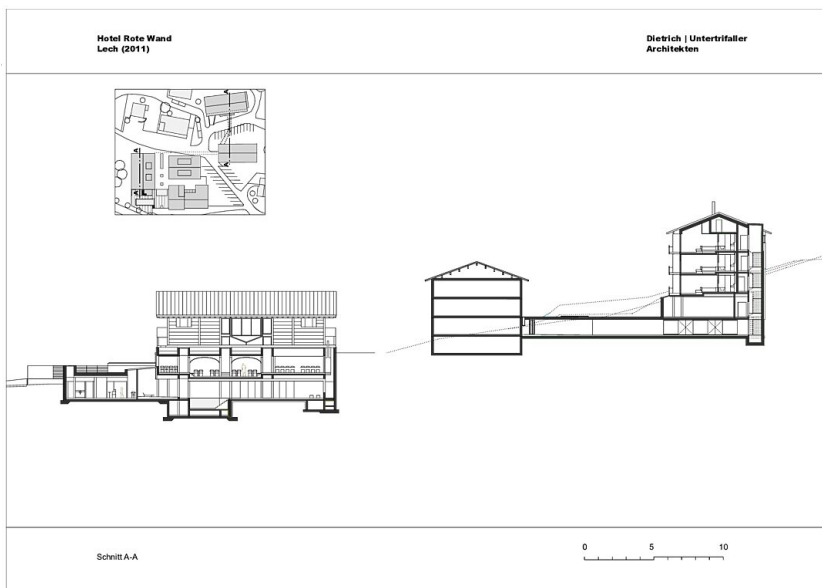 Hotel Rote Wand
Lech (2011)
Dietrich | Untertrifaller
Architekten
A
A
A
A
Schnitt A-A
0 5 10